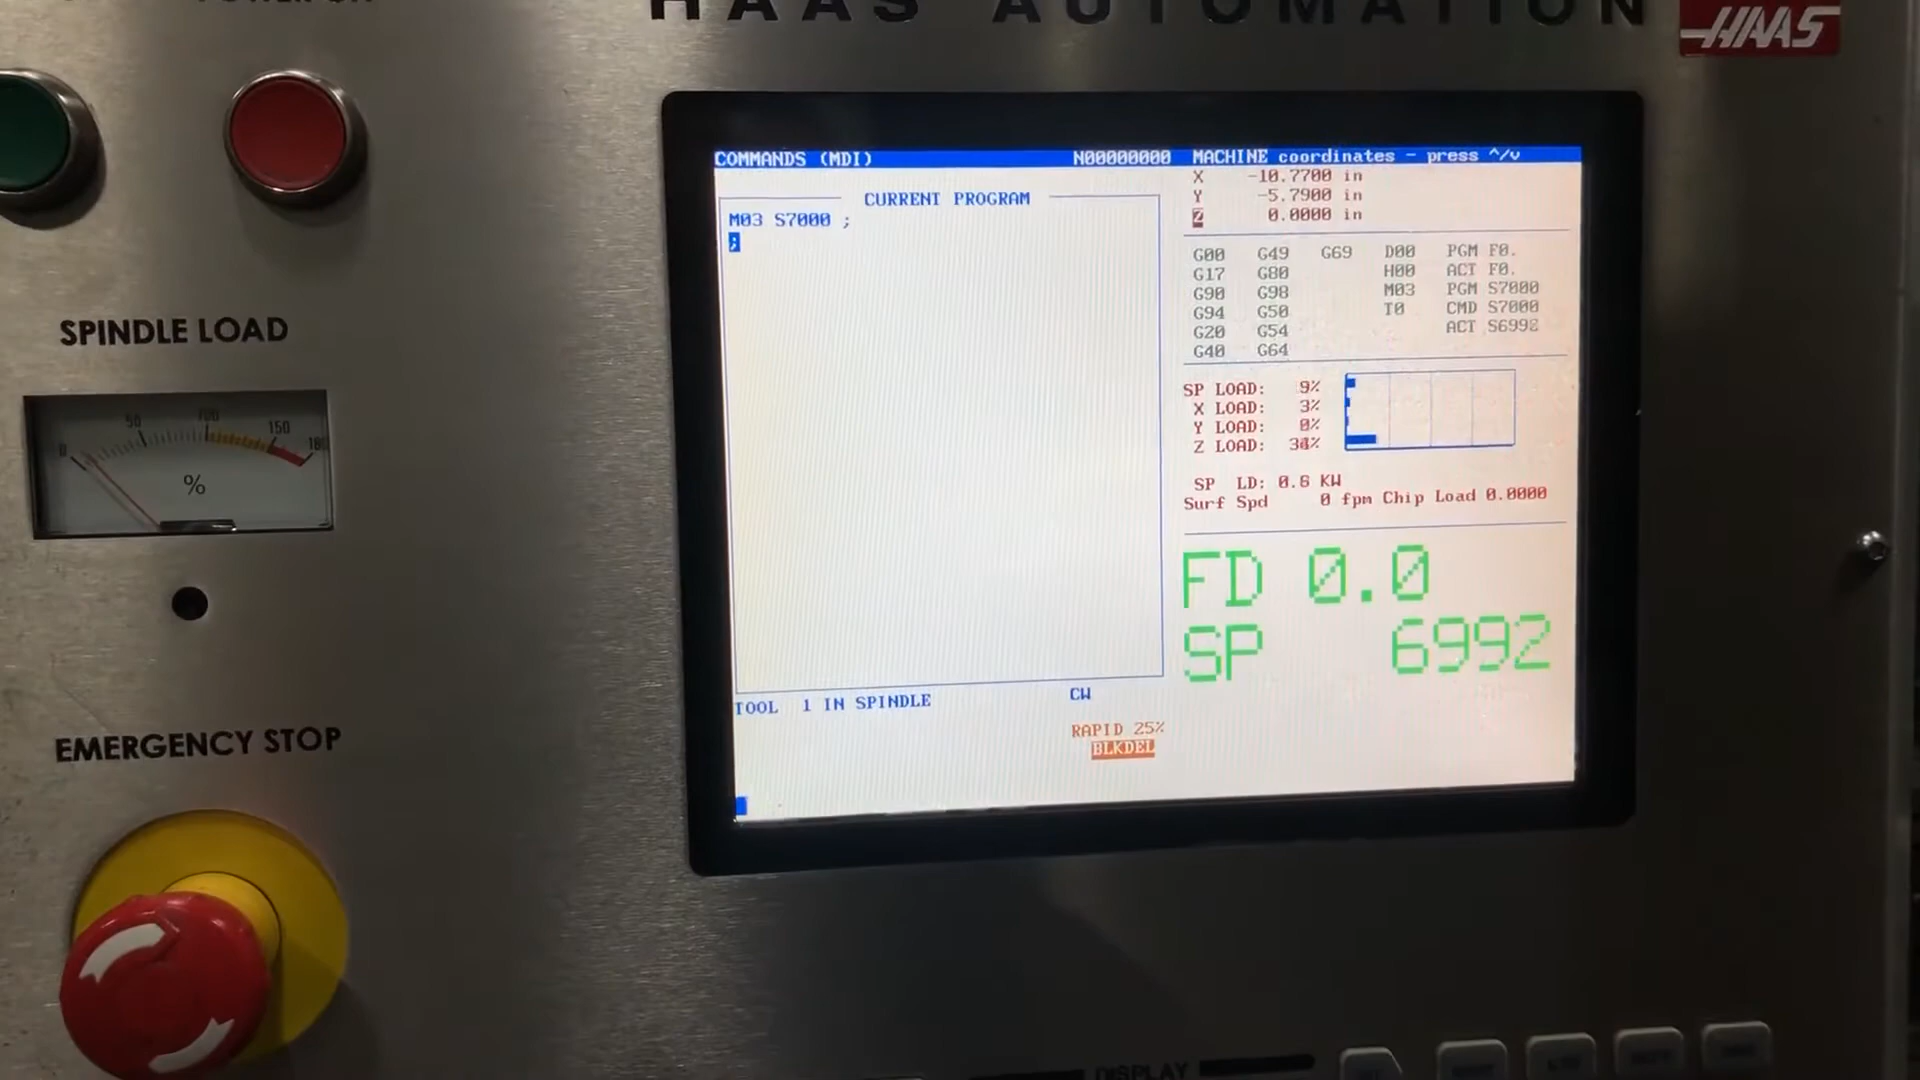 HAAS AUTOMATION
HAAS
SPINDLE LOAD
0 50 100 150 180
%
EMERGENCY STOP
COMMANDS (MDI) N00000000
CURRENT PROGRAM
M03 S7000 ;
;
TOOL 1 IN SPINDLE CW
RAPID 25%
BLKDEL
MACHINE coordinates - press ^/v
X -10.7700 in
Y -5.7900 in
Z 0.0000 in
G00 G49 G69 D00 PGM F0.
G17 G80 H00 ACT F0.
G90 G98 M03 PGM S7000
G94 G50 T0 CMD S7000
G20 G54 ACT S6992
G40 G64
SP LOAD: 9%
X LOAD: 3%
Y LOAD: 0%
Z LOAD:
SP LD: 0.6 KW
Surf Spd 0 fpm Chip Load 0.0000
FD 0.0
SP 6992
DISPLAY